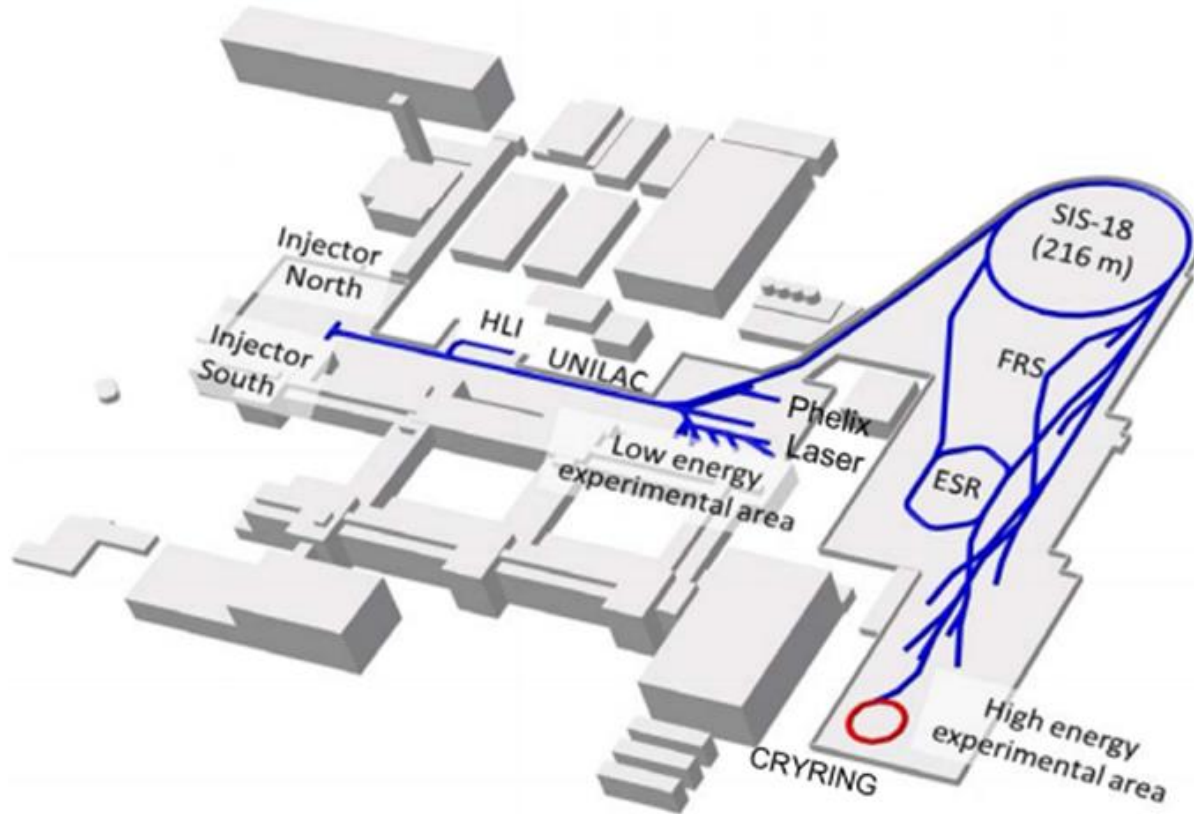 SIS-18
(216 m)
Injector
North
HLI
Injector
South
UNILAC
FRS
Phelix
Laser
Low energy
experimental area
ESR
High energy
experimental area
CRYRING